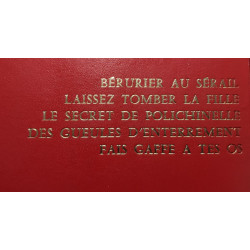 BÉRURIER AU SÉRAIL
LAISSEZ TOMBER LA FILLE
LE SECRET DE POLICHINELLE
DES GUEULES D'ENTERREMENT
FAIS GAFFE A TES OS